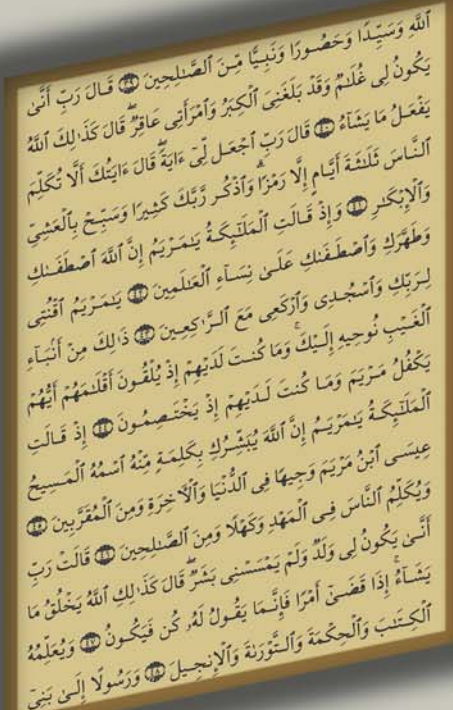 ٱللَّهِ وَسَيِّدًا وَحَصُورًا وَنَبِيًّا مِّنَ ٱلصَّـٰلِحِينَ ٣٩ قَالَ رَبِّ أَنَّىٰ
يَكُونُ لِى غُلَـٰمٌ وَقَدْ بَلَغَنِىَ ٱلْكِبَرُ وَٱمْرَأَتِى عَاقِرٌ ۖ قَالَ كَذَٰلِكَ ٱللَّهُ
يَفْعَلُ مَا يَشَآءُ ٤٠ قَالَ رَبِّ ٱجْعَل لِّىٓ ءَايَةً ۖ قَالَ ءَايَتُكَ أَلَّا تُكَلِّمَ
ٱلنَّاسَ ثَلَـٰثَةَ أَيَّامٍ إِلَّا رَمْزًا ۗ وَٱذْكُر رَّبَّكَ كَثِيرًا وَسَبِّحْ بِٱلْعَشِىِّ
وَٱلْإِبْكَـٰرِ ٤١ وَإِذْ قَالَتِ ٱلْمَلَـٰٓئِكَةُ يَـٰمَرْيَمُ إِنَّ ٱللَّهَ ٱصْطَفَىٰكِ
وَطَهَّرَكِ وَٱصْطَفَىٰكِ عَلَىٰ نِسَآءِ ٱلْعَـٰلَمِينَ ٤٢ يَـٰمَرْيَمُ ٱقْنُتِى
لِرَبِّكِ وَٱسْجُدِى وَٱرْكَعِى مَعَ ٱلرَّٰكِعِينَ ٤٣ ذَٰلِكَ مِنْ أَنۢبَآءِ
ٱلْغَيْبِ نُوحِيهِ إِلَيْكَ ۚ وَمَا كُنتَ لَدَيْهِمْ إِذْ يُلْقُونَ أَقْلَـٰمَهُمْ أَيُّهُمْ
يَكْفُلُ مَرْيَمَ وَمَا كُنتَ لَدَيْهِمْ إِذْ يَخْتَصِمُونَ ٤٤ إِذْ قَالَتِ
ٱلْمَلَـٰٓئِكَةُ يَـٰمَرْيَمُ إِنَّ ٱللَّهَ يُبَشِّرُكِ بِكَلِمَةٍ مِّنْهُ ٱسْمُهُ ٱلْمَسِيحُ
عِيسَى ٱبْنُ مَرْيَمَ وَجِيهًا فِى ٱلدُّنْيَا وَٱلْـَٔاخِرَةِ وَمِنَ ٱلْمُقَرَّبِينَ ٤٥
وَيُكَلِّمُ ٱلنَّاسَ فِى ٱلْمَهْدِ وَكَهْلًا وَمِنَ ٱلصَّـٰلِحِينَ ٤٦ قَالَتْ رَبِّ
أَنَّىٰ يَكُونُ لِى وَلَدٌ وَلَمْ يَمْسَسْنِى بَشَرٌ ۖ قَالَ كَذَٰلِكِ ٱللَّهُ يَخْلُقُ مَا
يَشَآءُ ۚ إِذَا قَضَىٰٓ أَمْرًا فَإِنَّمَا يَقُولُ لَهُۥ كُن فَيَكُونُ ٤٧ وَيُعَلِّمُهُ
ٱلْكِتَـٰبَ وَٱلْحِكْمَةَ وَٱلتَّوْرَىٰةَ وَٱلْإِنجِيلَ ٤٨ وَرَسُولًا إِلَىٰ بَنِىٓ